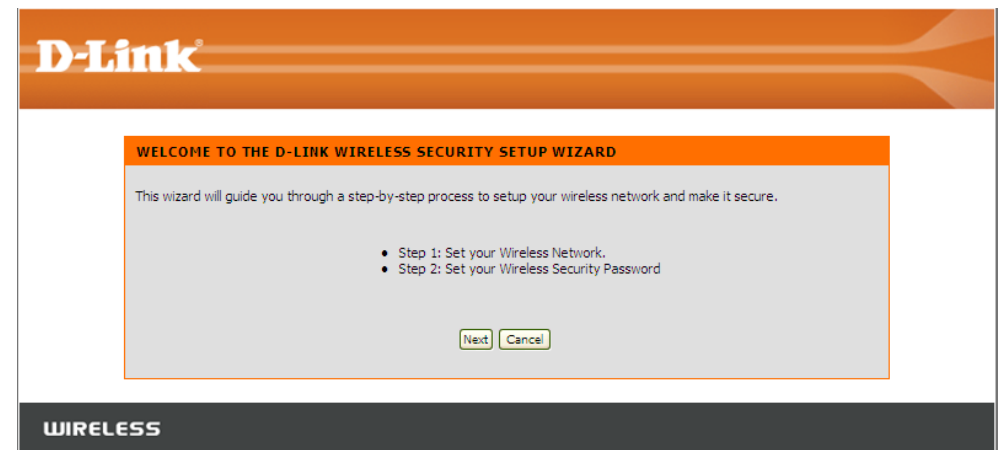 D-Link®
WELCOME TO THE D-LINK WIRELESS SECURITY SETUP WIZARD
This wizard will guide you through a step-by-step process to setup your wireless network and make it secure.
• Step 1: Set your Wireless Network.
• Step 2: Set your Wireless Security Password
Next Cancel
WIRELESS